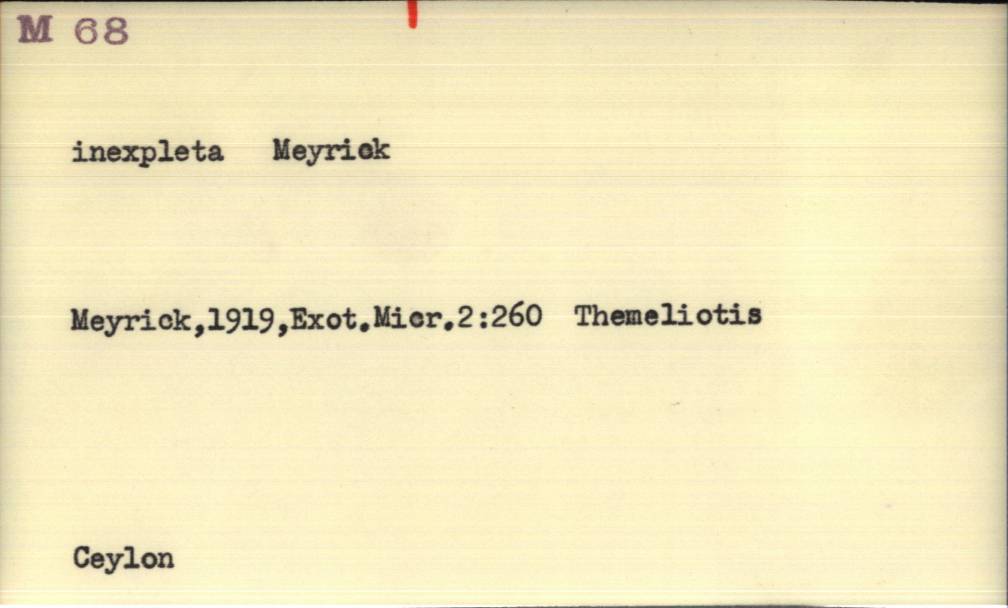 M 68
inexpleta Meyrick
Meyrick,1919,Exot.Micr.2:260 Themeliotis
Ceylon